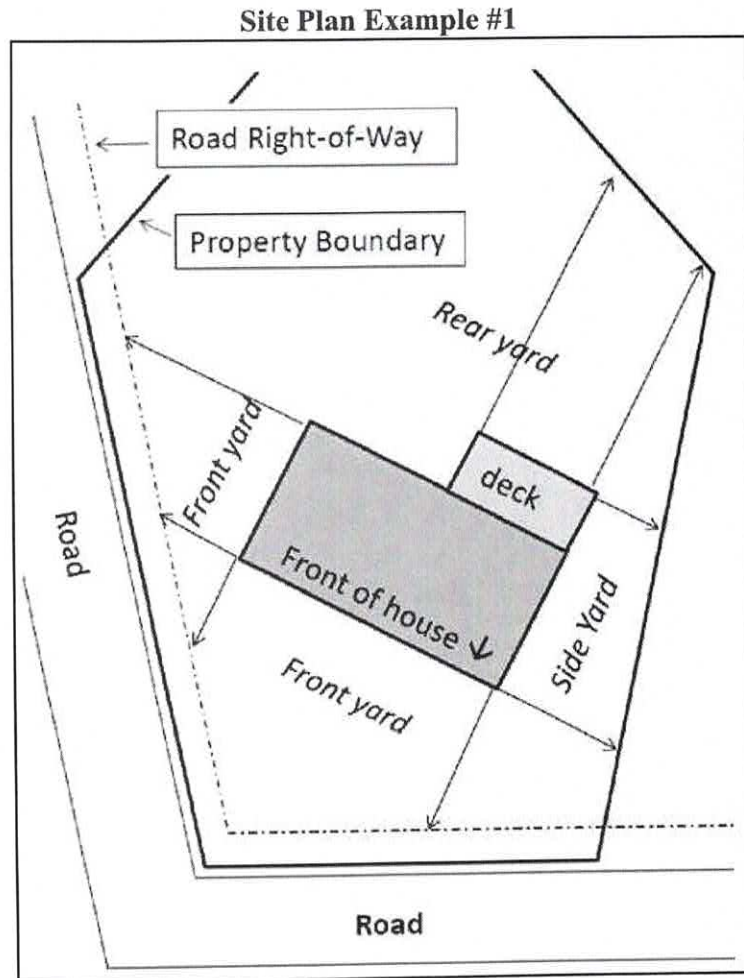 Site Plan Example #1
Road Right-of-Way
Property Boundary
Rear yard
Front yard
deck
Road
Front of house
Side Yard
Front yard
Road